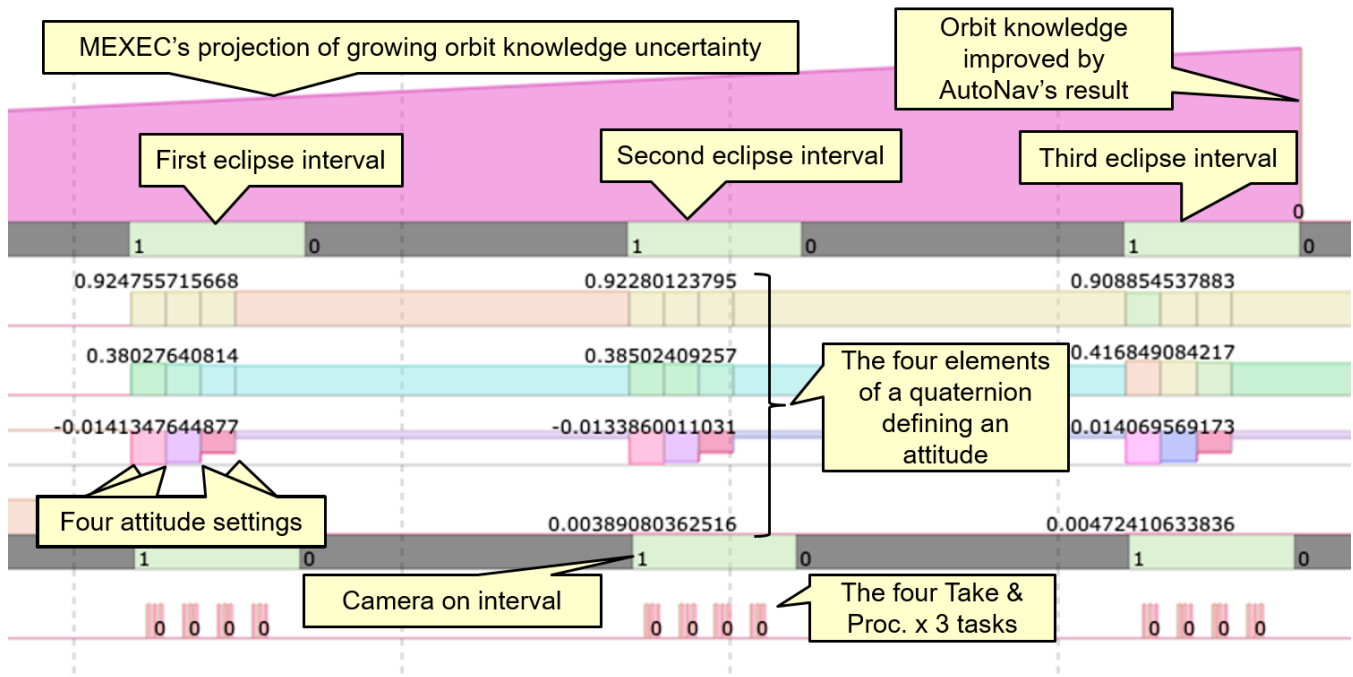 MEXEC's projection of growing orbit knowledge uncertainty
Orbit knowledge
improved by
AutoNav's result
First eclipse interval
Second eclipse interval
Third eclipse interval
0
1
0
1
0
1
0
0.924755715668
0.92280123795
0.908854537883
0.38027640814
0.38502409257
0.416849084217
The four elements
of a quaternion
defining an
attitude
-0.0141347644877
-0.0133860011031
0.014069569173
Four attitude settings
0.00389080362516
0.00472410633836
1
0
1
0
1
0
Camera on interval
The four Take &
Proc. x 3 tasks
0 0 0 0
0 0 0 0
0 0 0 0